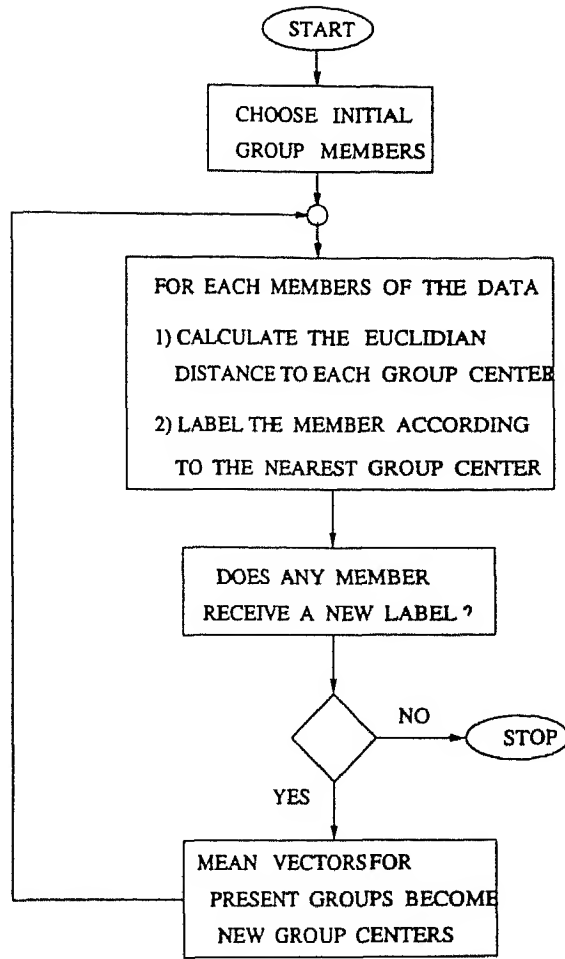 START
CHOOSE INITIAL
GROUP MEMBERS
FOR EACH MEMBERS OF THE DATA
1) CALCULATE THE EUCLIDIAN
DISTANCE TO EACH GROUP CENTER
2) LABEL THE MEMBER ACCORDING
TO THE NEAREST GROUP CENTER
DOES ANY MEMBER
RECEIVE A NEW LABEL ?
NO
STOP
YES
MEAN VECTORS FOR
PRESENT GROUPS BECOME
NEW GROUP CENTERS